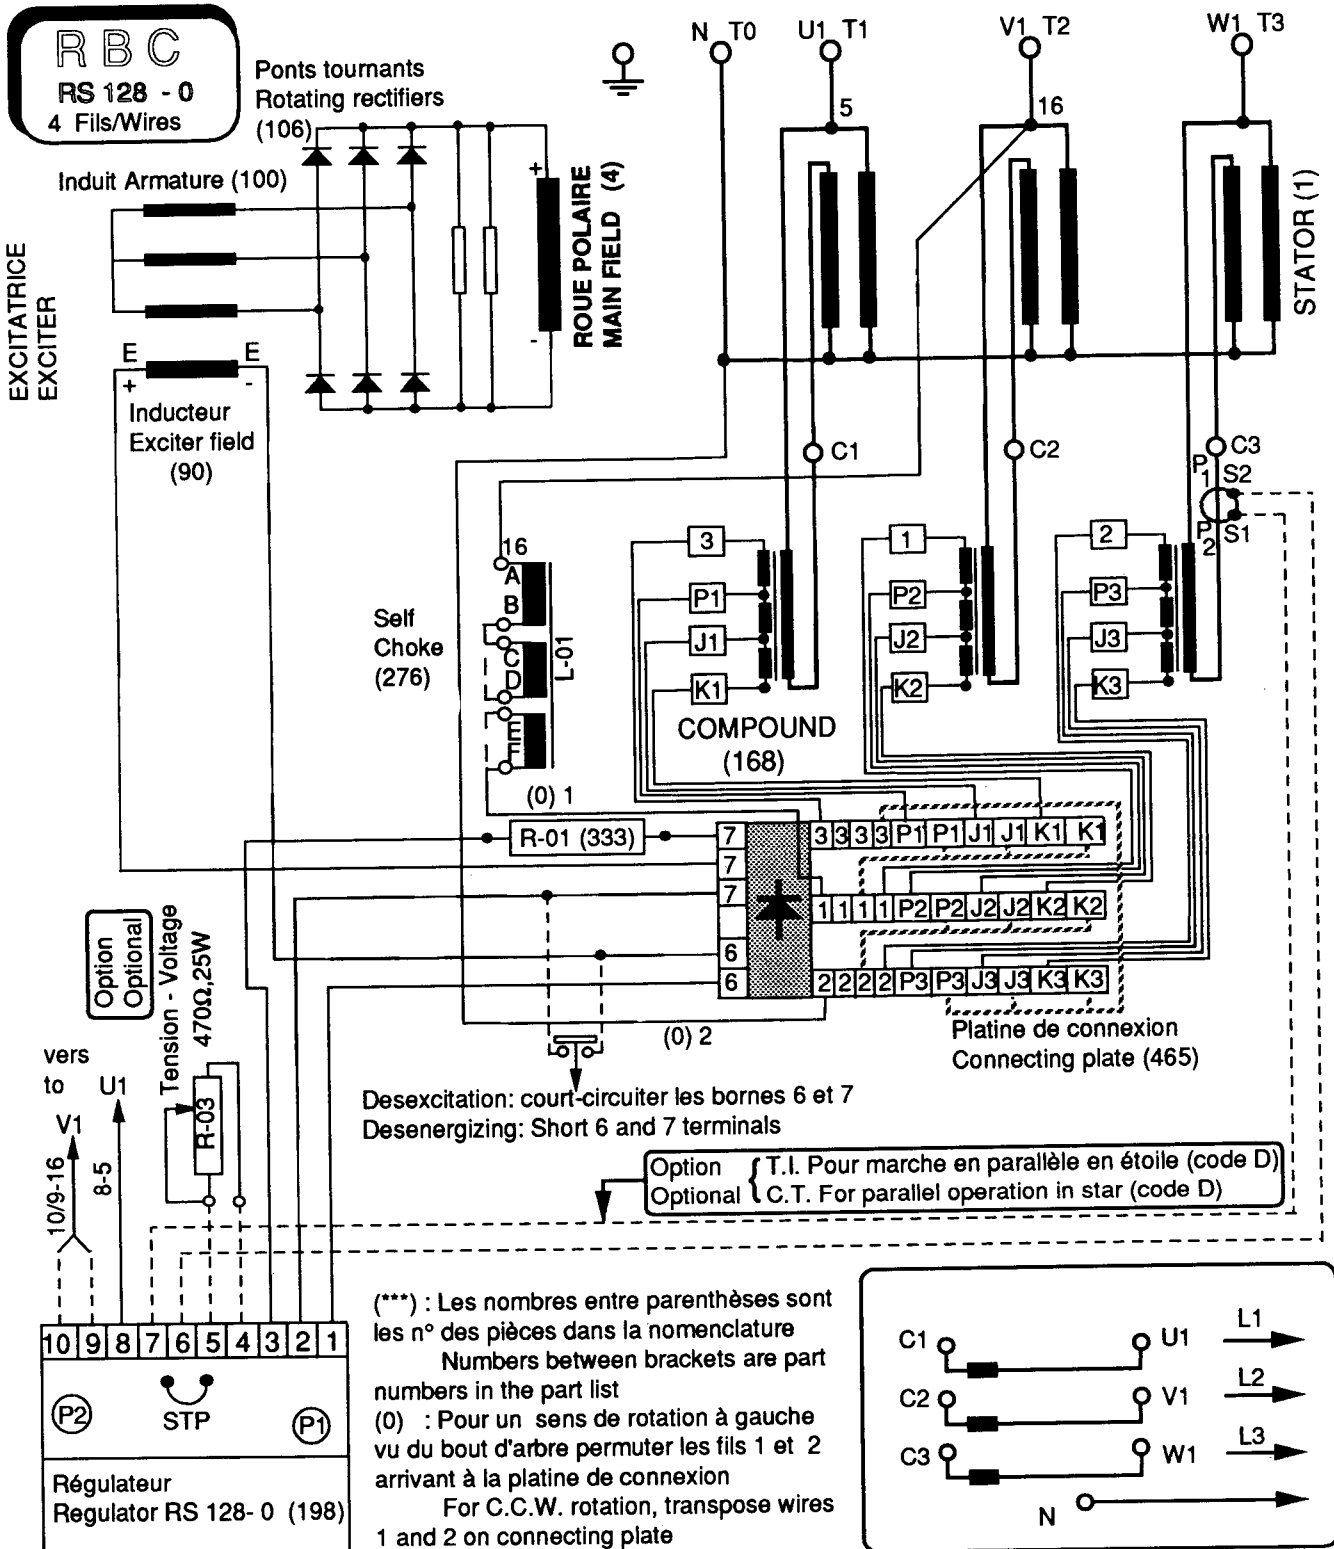 RBC
RS 128 - 0
4 Fils/Wires
Ponts tournants
Rotating rectifiers
(106)
Induit Armature (100)
EXCITATRICE
EXCITER
E
E
+
-
Inducteur
Exciter field
(90)
+
-
ROUE POLAIRE
MAIN FIELD (4)
N T0
U1 T1
V1 T2
W1 T3
5
16
STATOR (1)
C1
C2
C3
P1
S2
P2
S1
16
A
B
C
D
E
F
L-01
Self
Choke
(276)
(0) 1
3
P1
J1
K1
1
P2
J2
K2
2
P3
J3
K3
COMPOUND
(168)
R-01 (333)
7
7
7
6
6
3 3 3 3 P1 P1 J1 J1 K1 K1
1 1 1 1 P2 P2 J2 J2 K2 K2
2 2 2 2 P3 P3 J3 J3 K3 K3
(0) 2
Platine de connexion
Connecting plate (465)
Option
Optional
Tension - Voltage
470Ω,25W
R-03
vers
to
U1
V1
10/9-16
8-5
Desexcitation: court-circuiter les bornes 6 et 7
Desenergizing: Short 6 and 7 terminals
Option { T.I. Pour marche en parallèle en étoile (code D)
Optional { C.T. For parallel operation in star (code D)
10 9 8 7 6 5 4 3 2 1
P2
STP
P1
Régulateur
Regulator RS 128- 0 (198)
(***) : Les nombres entre parenthèses sont
les n° des pièces dans la nomenclature
Numbers between brackets are part
numbers in the part list
(0) : Pour un sens de rotation à gauche
vu du bout d'arbre permuter les fils 1 et 2
arrivant à la platine de connexion
For C.C.W. rotation, transpose wires
1 and 2 on connecting plate
C1 U1 L1
C2 V1 L2
C3 W1 L3
N